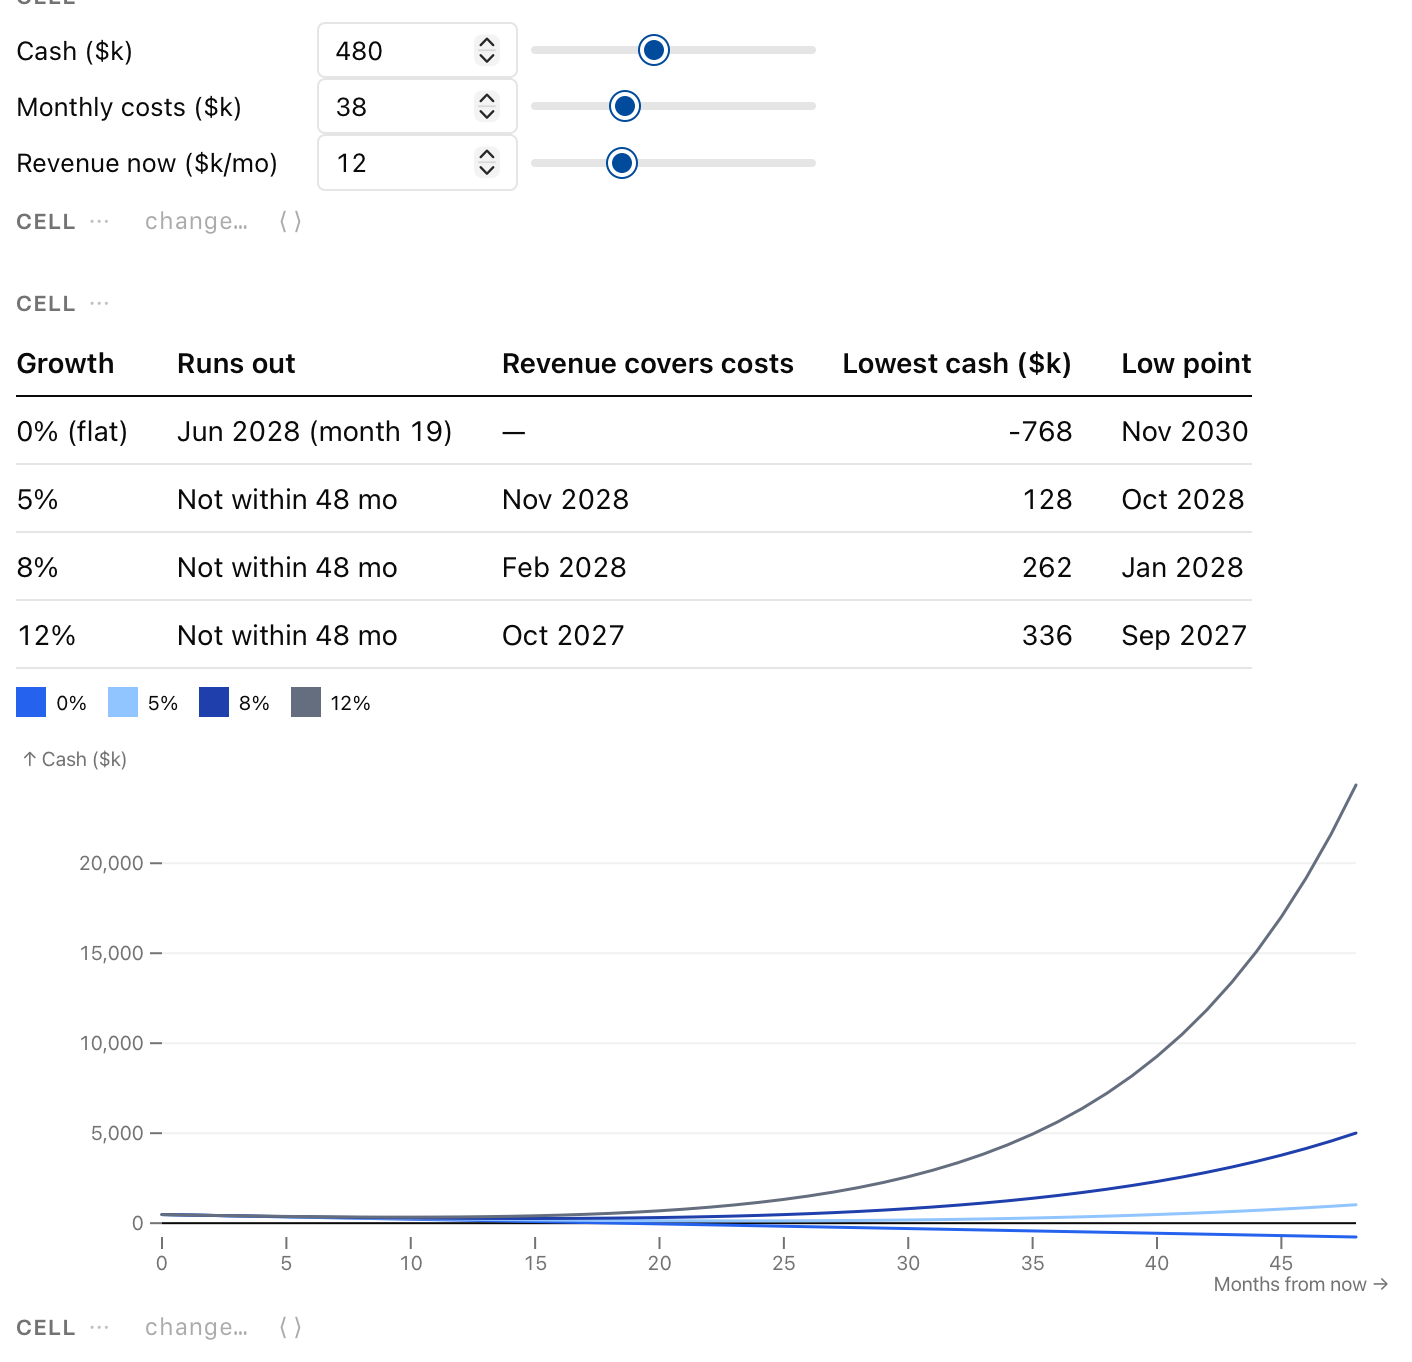 CELL
Cash ($k) 480
Monthly costs ($k) 38
Revenue now ($k/mo) 12
CELL ··· change… ⟨ ⟩
CELL ···
Growth Runs out Revenue covers costs Lowest cash ($k) Low point
0% (flat) Jun 2028 (month 19) — -768 Nov 2030
5% Not within 48 mo Nov 2028 128 Oct 2028
8% Not within 48 mo Feb 2028 262 Jan 2028
12% Not within 48 mo Oct 2027 336 Sep 2027
0% 5% 8% 12%
↑ Cash ($k)
20,000
15,000
10,000
5,000
0
0 5 10 15 20 25 30 35 40 45
Months from now →
CELL ··· change… ⟨ ⟩